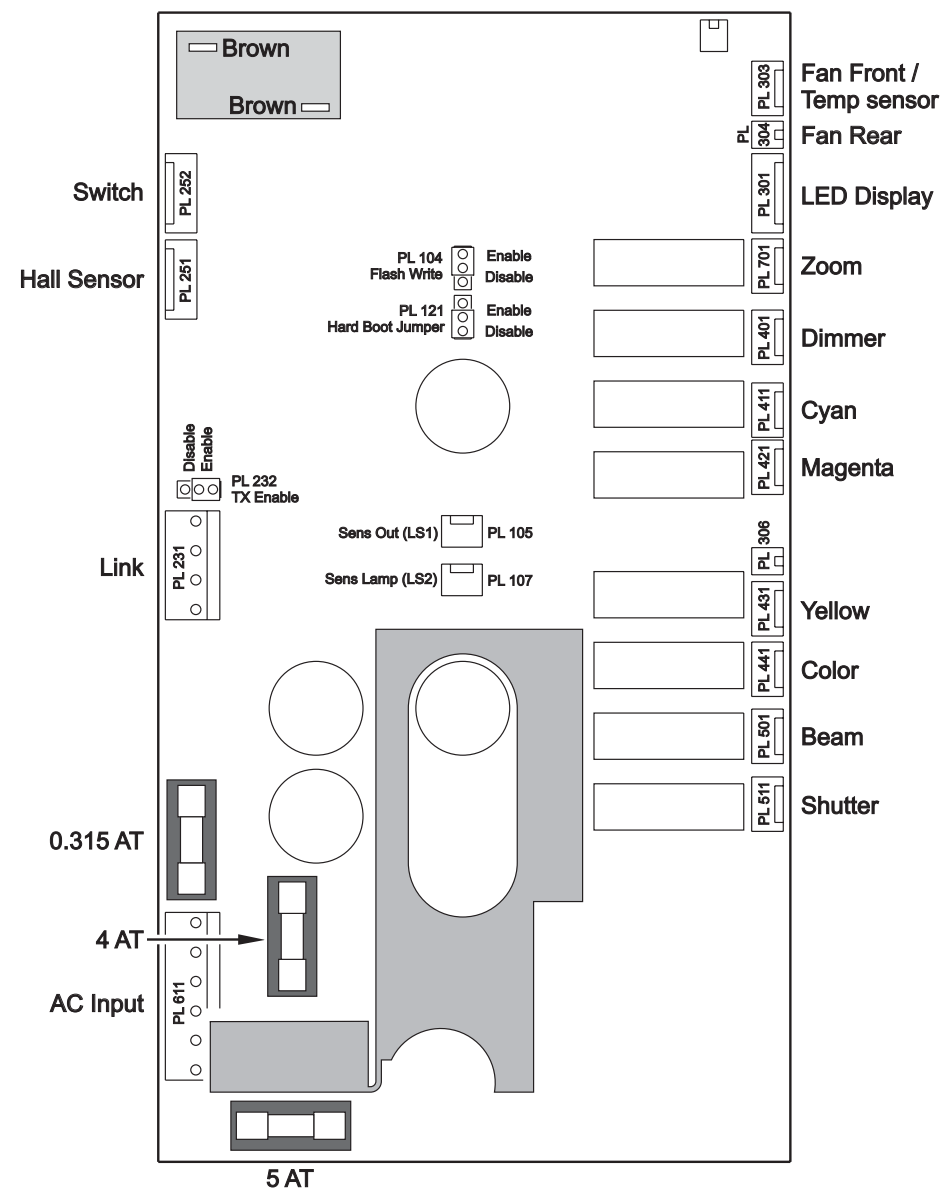 Brown
Brown
PL 303
Fan Front /
Temp sensor
PL
304
Fan Rear
Switch
PL 252
PL 301
LED Display
Hall Sensor
PL 251
PL 104
Flash Write
Enable
Disable
PL 701
Zoom
PL 121
Hard Boot Jumper
Enable
Disable
PL 401
Dimmer
PL 411
Cyan
PL 421
Magenta
Disable
Enable
PL 232
TX Enable
Sens Out (LS1)
PL 105
PL 306
Link
PL 231
Sens Lamp (LS2)
PL 107
PL 431
Yellow
PL 441
Color
PL 501
Beam
PL 511
Shutter
0.315 AT
4 AT
AC Input
PL 611
5 AT